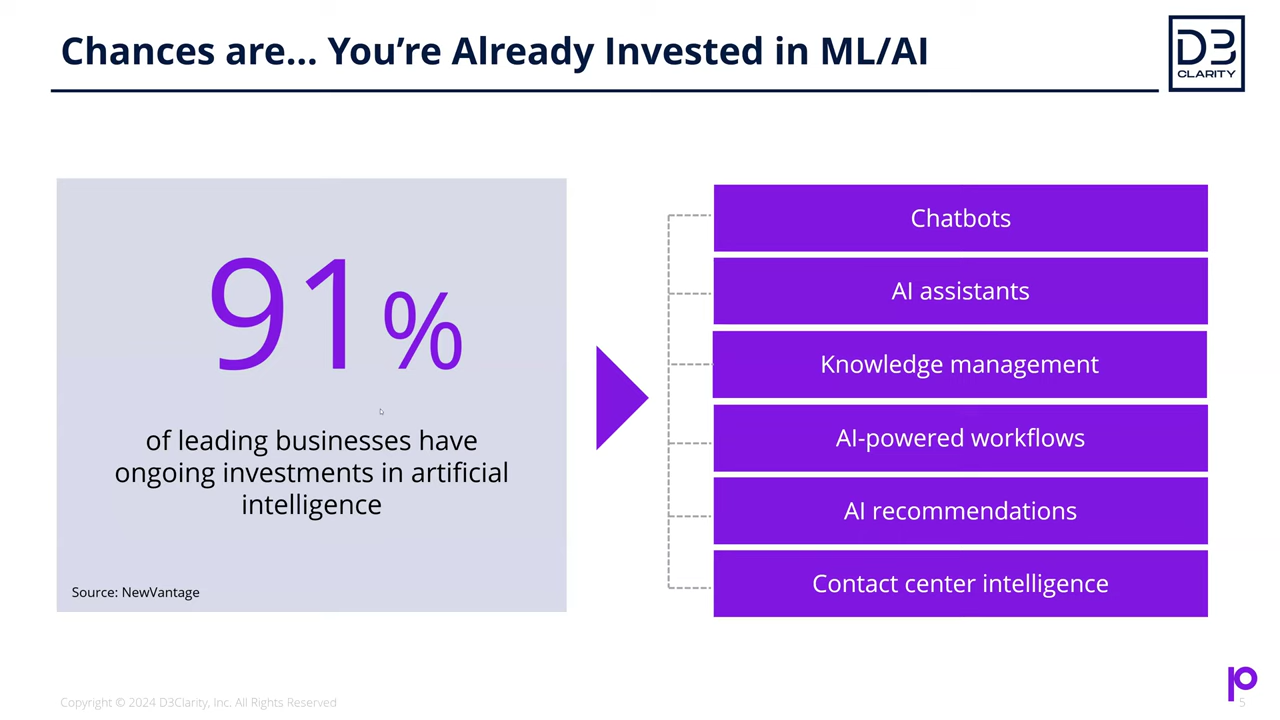 Chances are... You're Already Invested in ML/AI
D3
CLARITY
91%
of leading businesses have
ongoing investments in artificial
intelligence
Source: NewVantage
Chatbots
AI assistants
Knowledge management
AI-powered workflows
AI recommendations
Contact center intelligence
Copyright © 2024 D3Clarity, Inc. All Rights Reserved
5